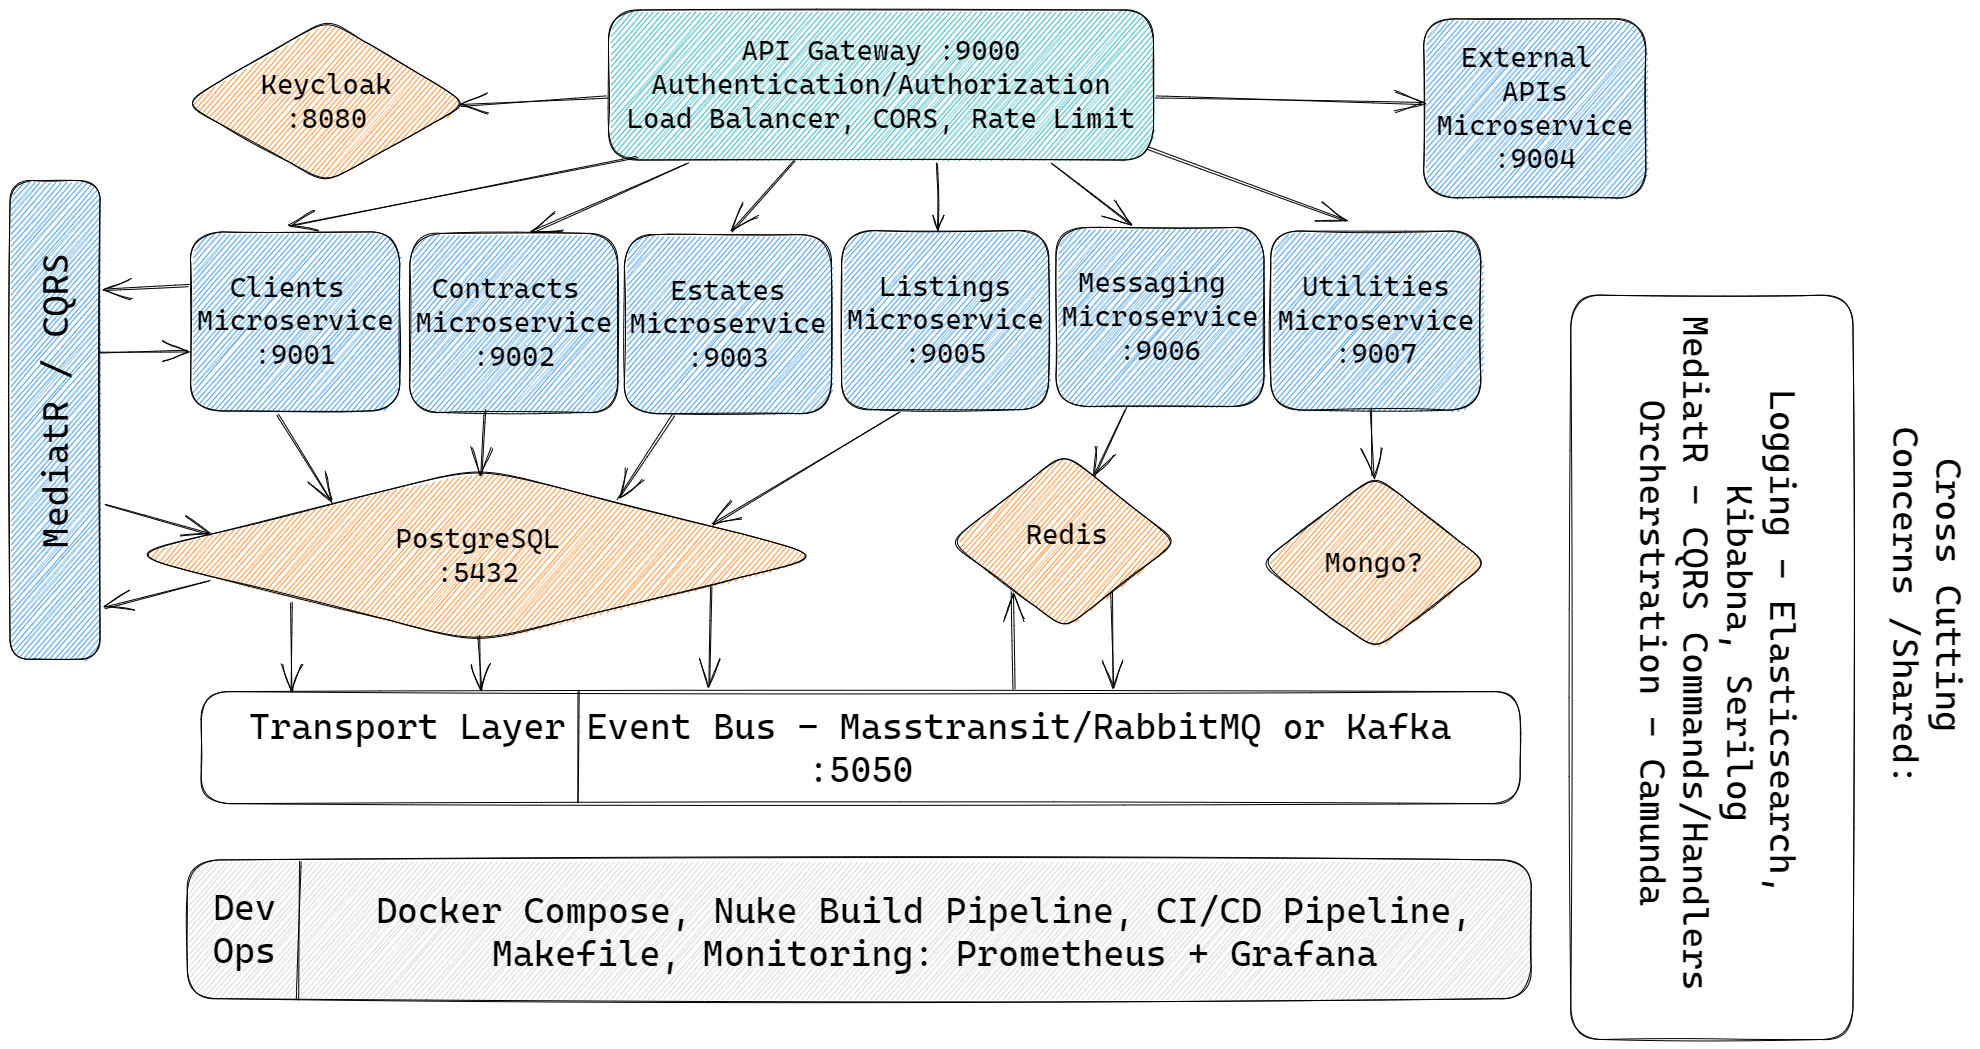 Keycloak
:8080
API Gateway :9000
Authentication/Authorization
Load Balancer, CORS, Rate Limit
External
APIs
Microservice
:9004
MediatR / CQRS
Clients
Microservice
:9001
Contracts
Microservice
:9002
Estates
Microservice
:9003
Listings
Microservice
:9005
Messaging
Microservice
:9006
Utilities
Microservice
:9007
PostgreSQL
:5432
Redis
Mongo?
Transport Layer
Event Bus - Masstransit/RabbitMQ or Kafka
:5050
Dev
Ops
Docker Compose, Nuke Build Pipeline, CI/CD Pipeline,
Makefile, Monitoring: Prometheus + Grafana
Cross Cutting
Concerns /Shared:
Logging - Elasticsearch,
Kibabna, Serilog
MediatR - CQRS Commands/Handlers
Orcherstration - Camunda